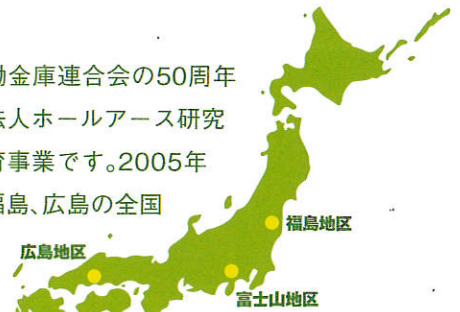 金庫連合会の50周年
法人ホールアース研究
育事業です。2005年
福島、広島の全国
福島地区
広島地区
富士山地区